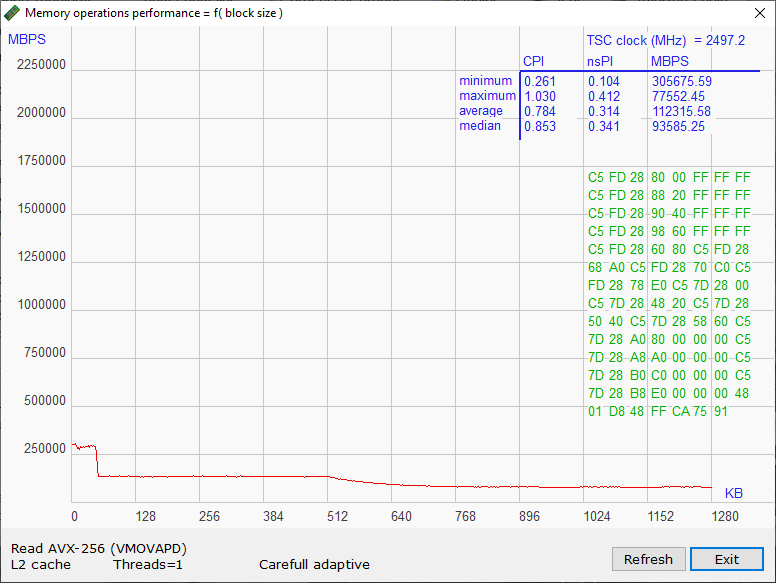 Memory operations performance = f( block size )
MBPS
TSC clock (MHz) = 2497.2
CPI nsPI MBPS
minimum 0.261 0.104 305675.59
maximum 1.030 0.412 77552.45
average 0.784 0.314 112315.58
median 0.853 0.341 93585.25
2250000
2000000
1750000
1500000
1250000
1000000
750000
500000
250000
C5 FD 28 80 00 FF FF FF
C5 FD 28 88 20 FF FF FF
C5 FD 28 90 40 FF FF FF
C5 FD 28 98 60 FF FF FF
C5 FD 28 60 80 C5 FD 28
68 A0 C5 FD 28 70 C0 C5
FD 28 78 E0 C5 7D 28 00
C5 7D 28 48 20 C5 7D 28
50 40 C5 7D 28 58 60 C5
7D 28 A0 80 00 00 00 C5
7D 28 A8 A0 00 00 00 C5
7D 28 B0 C0 00 00 00 C5
7D 28 B8 E0 00 00 00 48
01 D8 48 FF CA 75 91
KB
0 128 256 384 512 640 768 896 1024 1152 1280
Read AVX-256 (VMOVAPD)
L2 cache Threads=1 Carefull adaptive
Refresh Exit